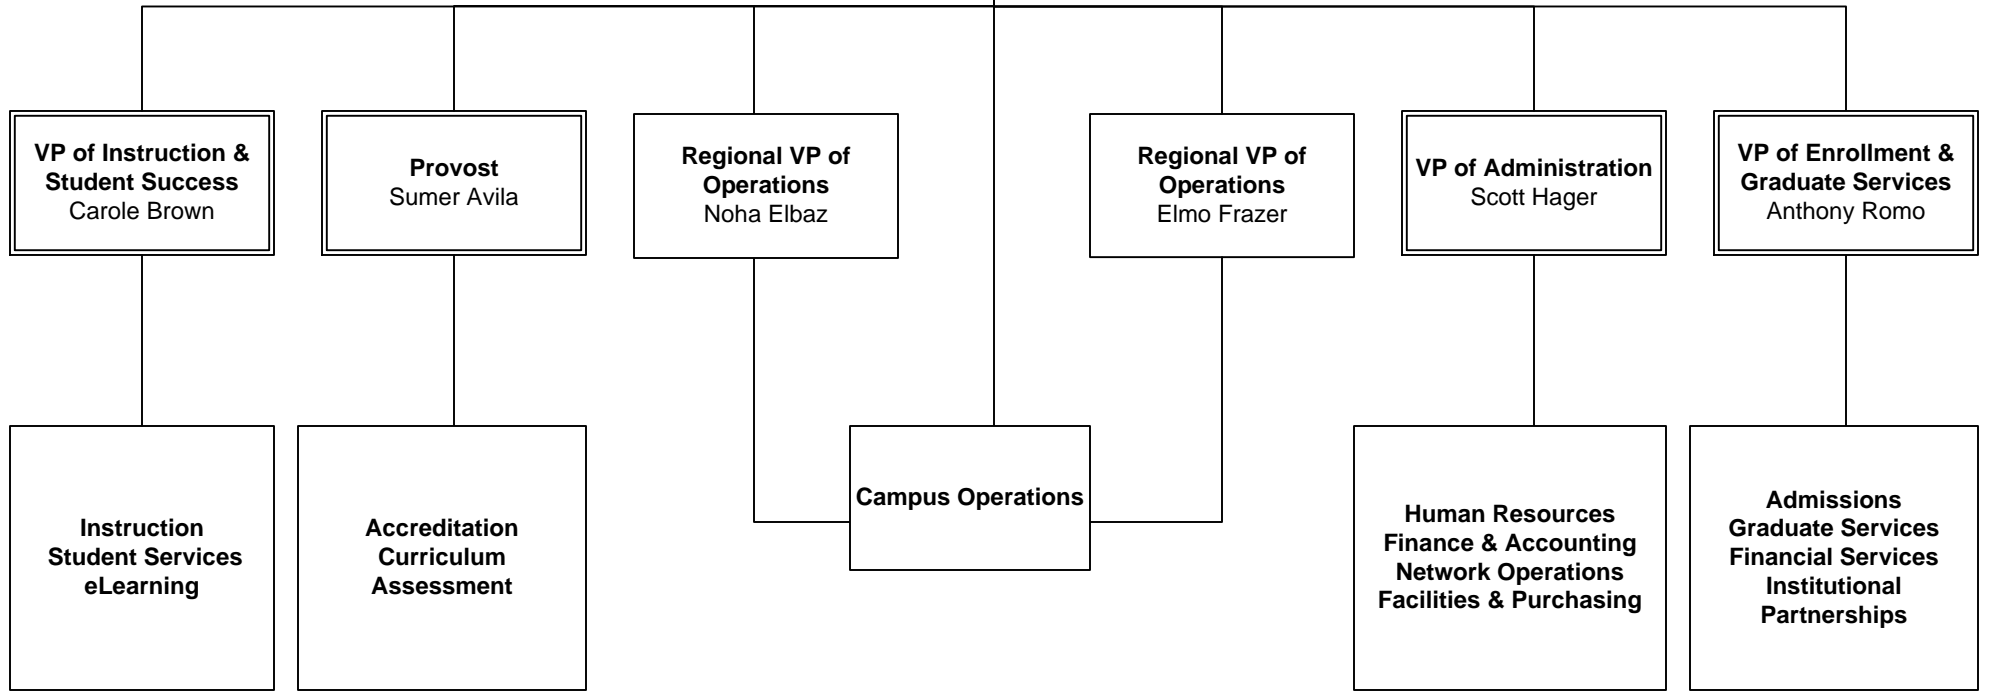 VP of Instruction &
Student Success
Carole Brown
Provost
Sumer Avila
Regional VP of
Operations
Noha Elbaz
Regional VP of
Operations
Elmo Frazer
VP of Administration
Scott Hager
VP of Enrollment &
Graduate Services
Anthony Romo
Instruction
Student Services
eLearning
Accreditation
Curriculum
Assessment
Campus Operations
Human Resources
Finance & Accounting
Network Operations
Facilities & Purchasing
Admissions
Graduate Services
Financial Services
Institutional
Partnerships